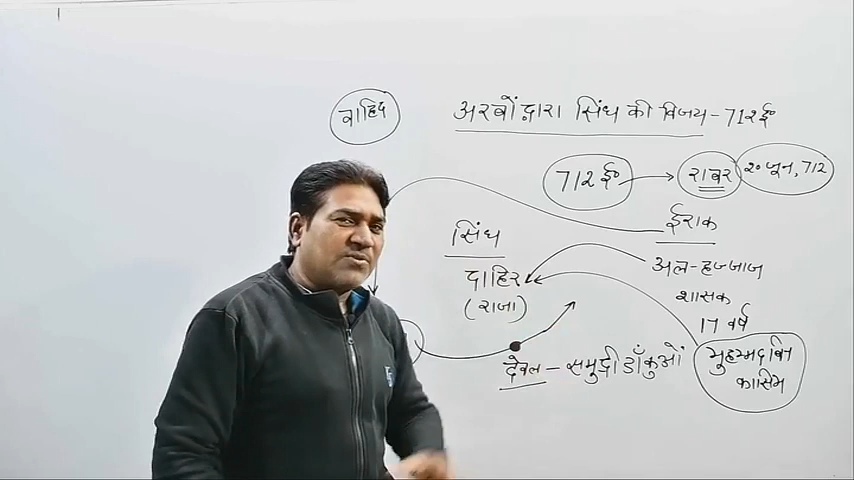 वाहिद
अरबों द्वारा सिंध की विजय - 712 ई०
712 ई० → रावर
20 जून, 712
ईराक
सिंध
अल-हज्जाज
दाहिर
शासक
(राजा)
17 वर्ष
मुहम्मद बिन
कासिम
देवल - समुद्री डाँकुओं